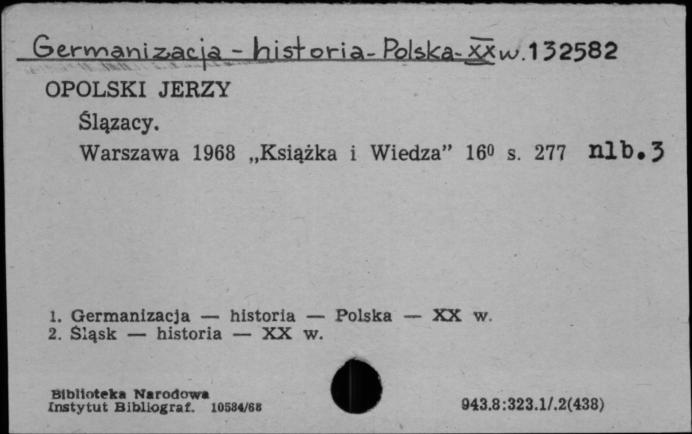 Germanizacja - historia - Polska - XX w. 132582
OPOLSKI JERZY
Ślązacy.
Warszawa 1968 „Książka i Wiedza” 16⁰ s. 277 nlb. 3
1. Germanizacja — historia — Polska — XX w.
2. Śląsk — historia — XX w.
Biblioteka Narodowa
Instytut Bibliograf. 10584/68
943.8:323.1/.2(438)